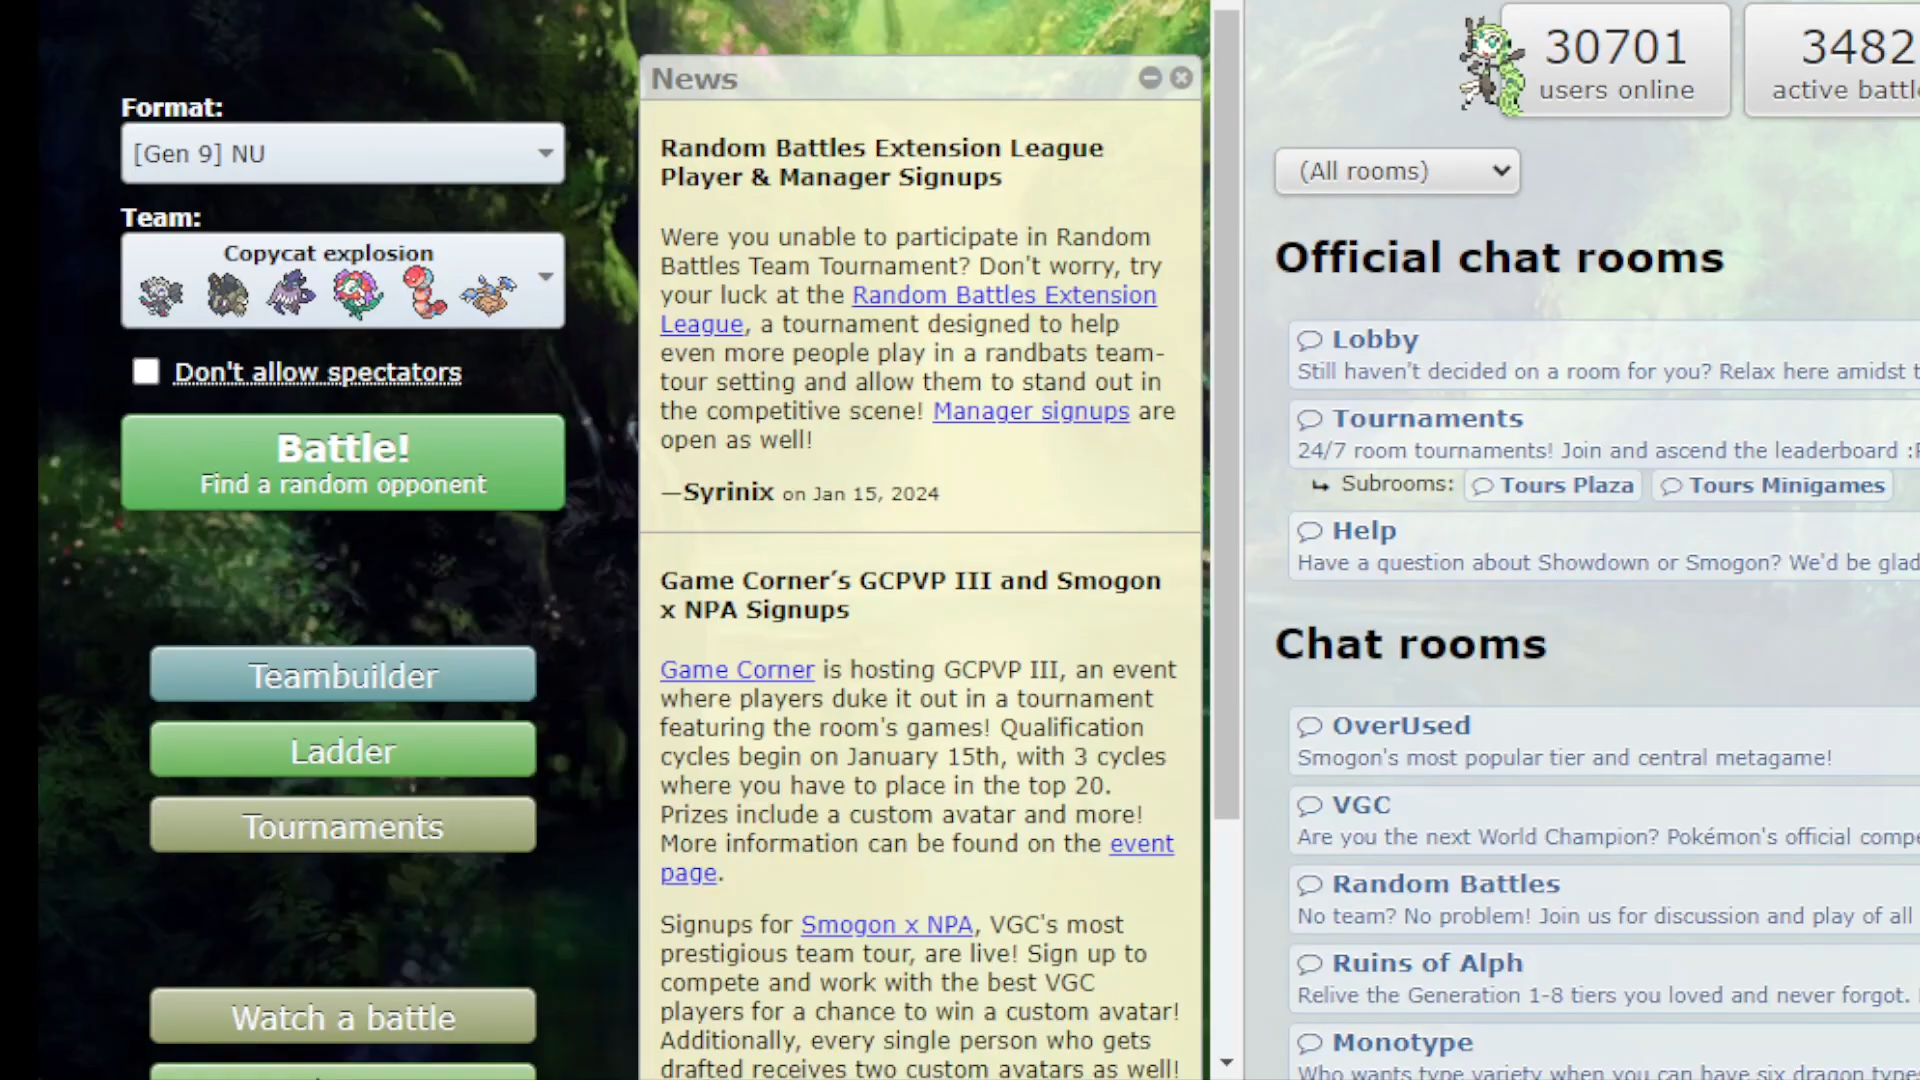 Format:
[Gen 9] NU
Team:
Copycat explosion
Don't allow spectators
Battle!
Find a random opponent
Teambuilder
Ladder
Tournaments
Watch a battle
News
Random Battles Extension League
Player & Manager Signups
Were you unable to participate in Random
Battles Team Tournament? Don't worry, try
your luck at the Random Battles Extension
League, a tournament designed to help
even more people play in a randbats team-
tour setting and allow them to stand out in
the competitive scene! Manager signups are
open as well!
—Syrinix on Jan 15, 2024
Game Corner´s GCPVP III and Smogon
x NPA Signups
Game Corner is hosting GCPVP III, an event
where players duke it out in a tournament
featuring the room's games! Qualification
cycles begin on January 15th, with 3 cycles
where you have to place in the top 20.
Prizes include a custom avatar and more!
More information can be found on the event
page.
Signups for Smogon x NPA, VGC's most
prestigious team tour, are live! Sign up to
compete and work with the best VGC
players for a chance to win a custom avatar!
Additionally, every single person who gets
drafted receives two custom avatars as well!
30701
users online
3482
active battle
(All rooms)
Official chat rooms
Lobby
Still haven't decided on a room for you? Relax here amidst t
Tournaments
24/7 room tournaments! Join and ascend the leaderboard :P
Subrooms: Tours Plaza Tours Minigames
Help
Have a question about Showdown or Smogon? We'd be glad
Chat rooms
OverUsed
Smogon's most popular tier and central metagame!
VGC
Are you the next World Champion? Pokémon's official compe
Random Battles
No team? No problem! Join us for discussion and play of all
Ruins of Alph
Relive the Generation 1-8 tiers you loved and never forgot.
Monotype
Who wants type variety when you can have six dragon types